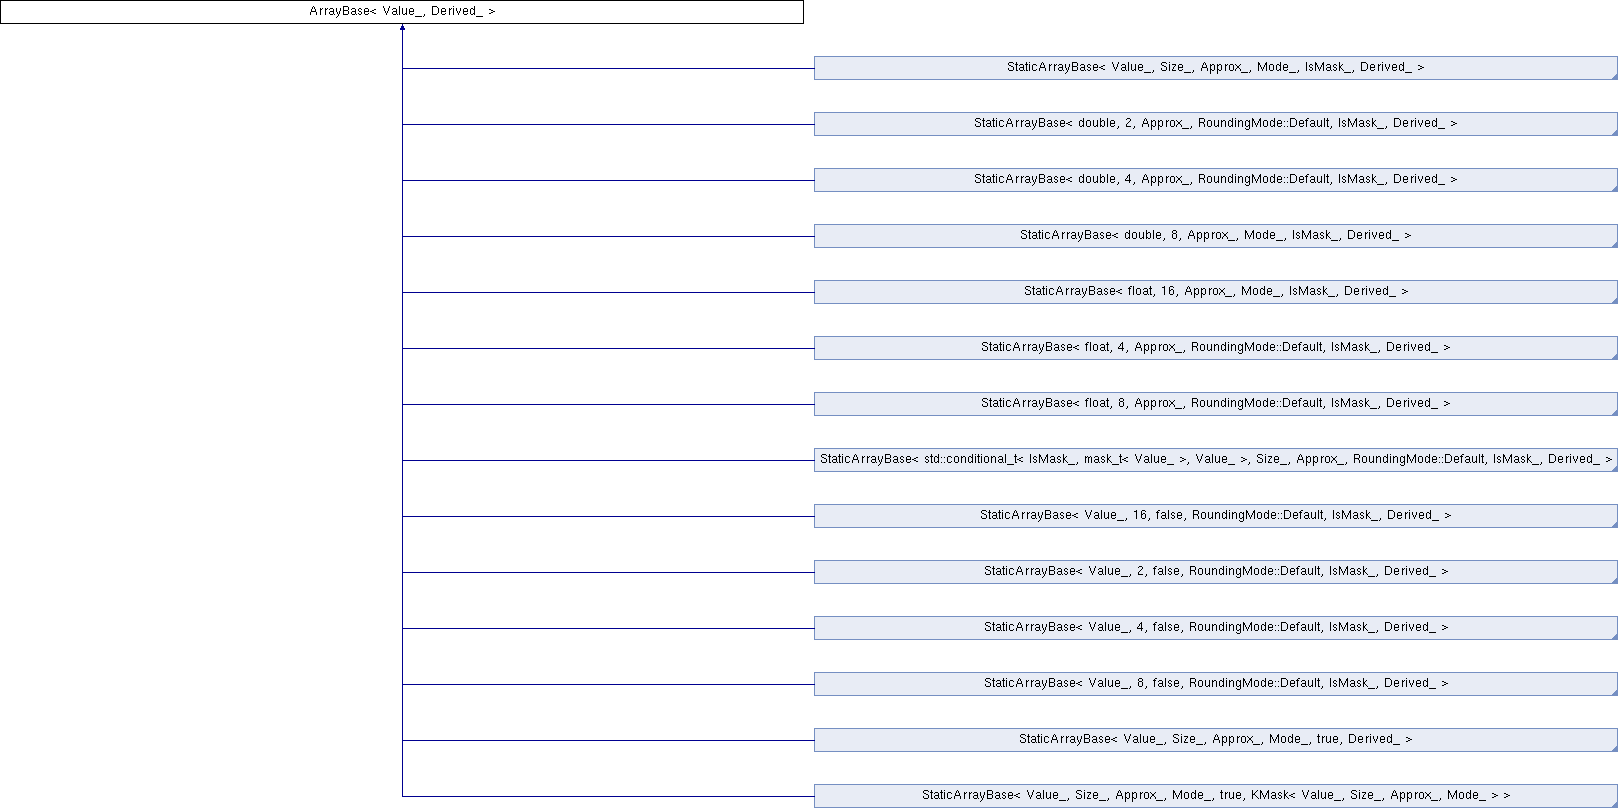 ArrayBase< Value_, Derived_ >
StaticArrayBase< Value_, Size_, Approx_, Mode_, IsMask_, Derived_ >
StaticArrayBase< double, 2, Approx_, RoundingMode::Default, IsMask_, Derived_ >
StaticArrayBase< double, 4, Approx_, RoundingMode::Default, IsMask_, Derived_ >
StaticArrayBase< double, 8, Approx_, Mode_, IsMask_, Derived_ >
StaticArrayBase< float, 16, Approx_, Mode_, IsMask_, Derived_ >
StaticArrayBase< float, 4, Approx_, RoundingMode::Default, IsMask_, Derived_ >
StaticArrayBase< float, 8, Approx_, RoundingMode::Default, IsMask_, Derived_ >
StaticArrayBase< std::conditional_t< IsMask_, mask_t< Value_ >, Value_ >, Size_, Approx_, RoundingMode::Default, IsMask_, Derived_ >
StaticArrayBase< Value_, 16, false, RoundingMode::Default, IsMask_, Derived_ >
StaticArrayBase< Value_, 2, false, RoundingMode::Default, IsMask_, Derived_ >
StaticArrayBase< Value_, 4, false, RoundingMode::Default, IsMask_, Derived_ >
StaticArrayBase< Value_, 8, false, RoundingMode::Default, IsMask_, Derived_ >
StaticArrayBase< Value_, Size_, Approx_, Mode_, true, Derived_ >
StaticArrayBase< Value_, Size_, Approx_, Mode_, true, KMask< Value_, Size_, Approx_, Mode_ > >